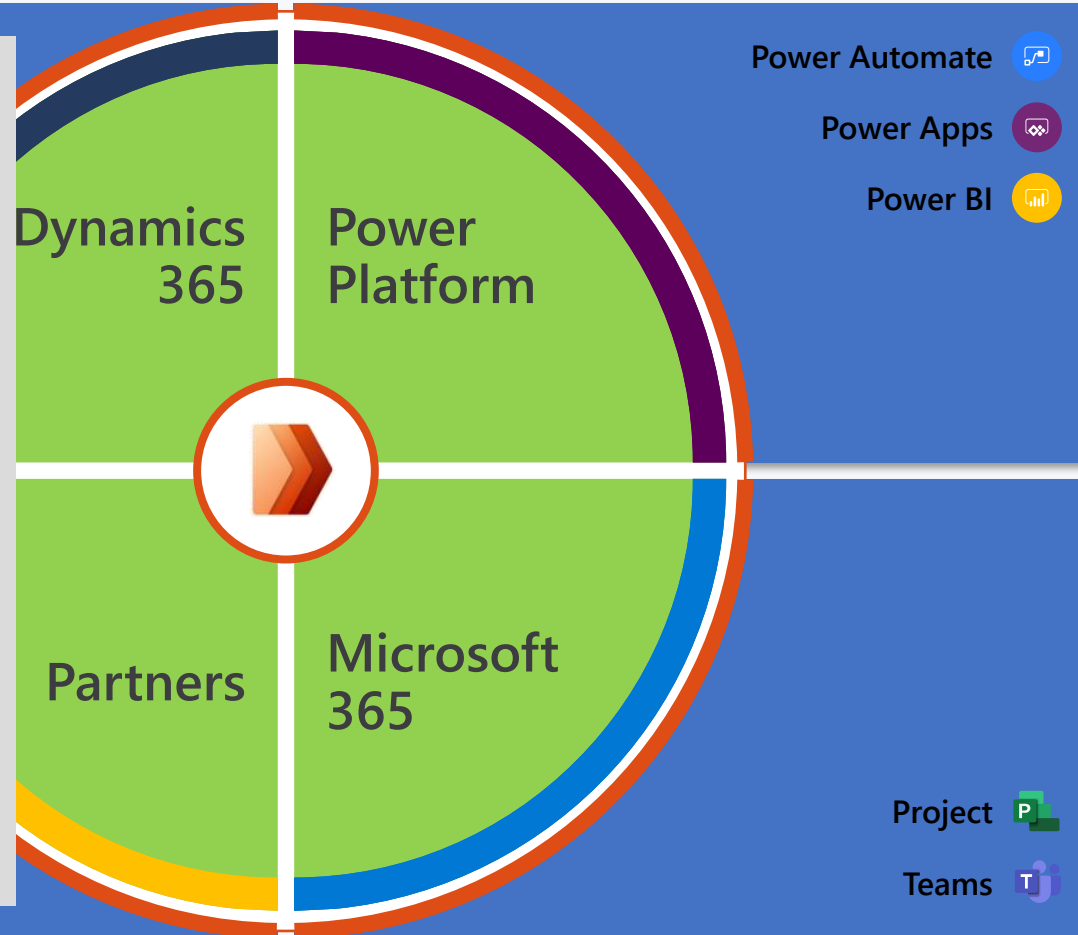 Power Automate
Power Apps
Power BI
Dynamics
365
Power
Platform
Partners
Microsoft
365
Project
P
Teams
T